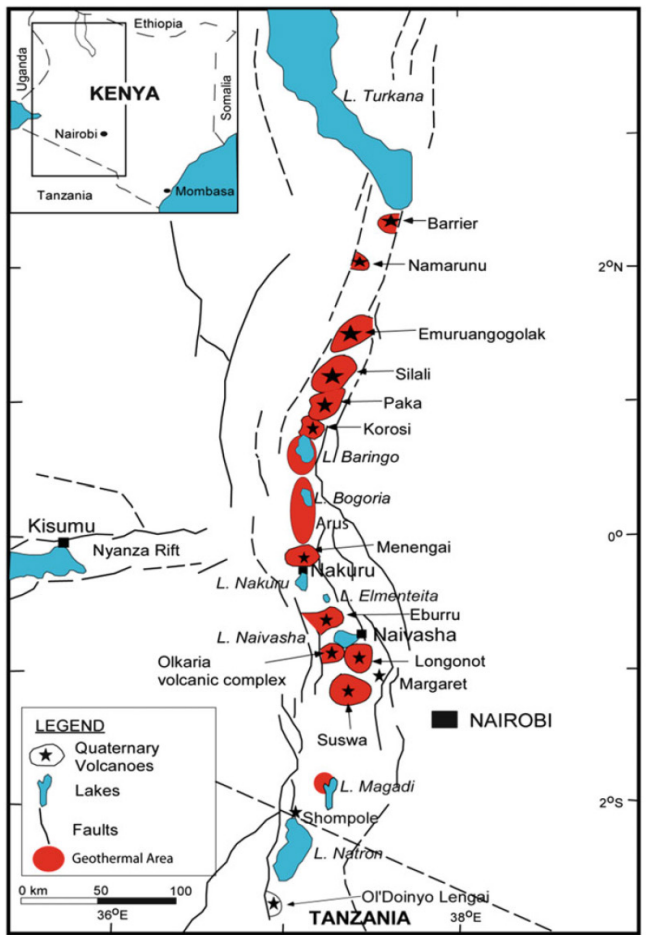 Ethiopia
Uganda
KENYA
Somalia
Nairobi
Tanzania
Mombasa
L. Turkana
Barrier
Namarunu
2°N
Emuruangogolak
Silali
Paka
Korosi
L. Baringo
L. Bogoria
Arus
Kisumu
Nyanza Rift
0°
Menengai
Nakuru
L. Nakuru
L. Elmenteita
Eburru
L. Naivasha
Naivasha
Olkaria
volcanic complex
Longonot
Margaret
Suswa
NAIROBI
LEGEND
Quaternary
Volcanoes
Lakes
Faults
Geothermal Area
L. Magadi
2°S
Shompole
L. Natron
0 km 50 100
Ol'Doinyo Lengai
36°E
TANZANIA
38°E